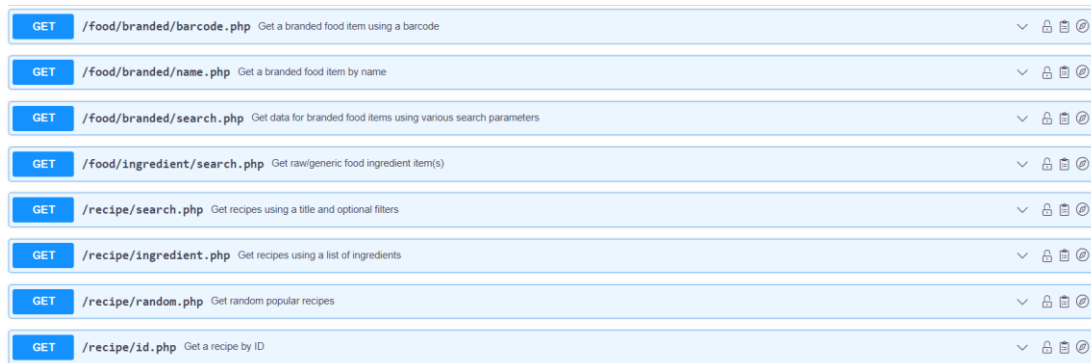 GET /food/branded/barcode.php Get a branded food item using a barcode
GET /food/branded/name.php Get a branded food item by name
GET /food/branded/search.php Get data for branded food items using various search parameters
GET /food/ingredient/search.php Get raw/generic food ingredient item(s)
GET /recipe/search.php Get recipes using a title and optional filters
GET /recipe/ingredient.php Get recipes using a list of ingredients
GET /recipe/random.php Get random popular recipes
GET /recipe/id.php Get a recipe by ID